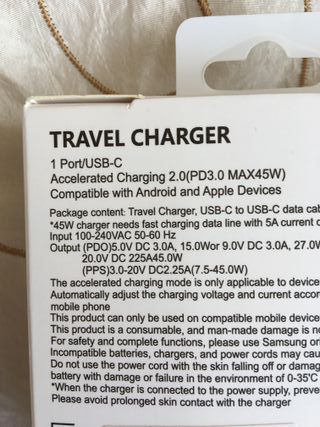 TRAVEL CHARGER
1 Port/USB-C
Accelerated Charging 2.0(PD3.0 MAX45W)
Compatible with Android and Apple Devices
Package content: Travel Charger, USB-C to USB-C data cab
*45W charger needs fast charging data line with 5A current c
Input 100-240VAC 50-60 Hz
Output (PDO)5.0V DC 3.0A, 15.0Wor 9.0V DC 3.0A, 27.0W
20.0V DC 225A45.0W
(PPS)3.0-20V DC2.25A(7.5-45.0W)
The accelerated charging mode is only applicable to device
Automatically adjust the charging voltage and current accor
mobile phone
This product can only be used on compatible mobile device
This product is a consumable, and man-made damage is no
For safety and complete functions, please use Samsung or
Incompatible batteries, chargers, and power cords may cau
Do not use the power cord with the skin falling off or damag
battery with damage or failure in the environment of 0-35°C
*When the charger is connected to the power supply, preve
Please avoid prolonged skin contact with the charger